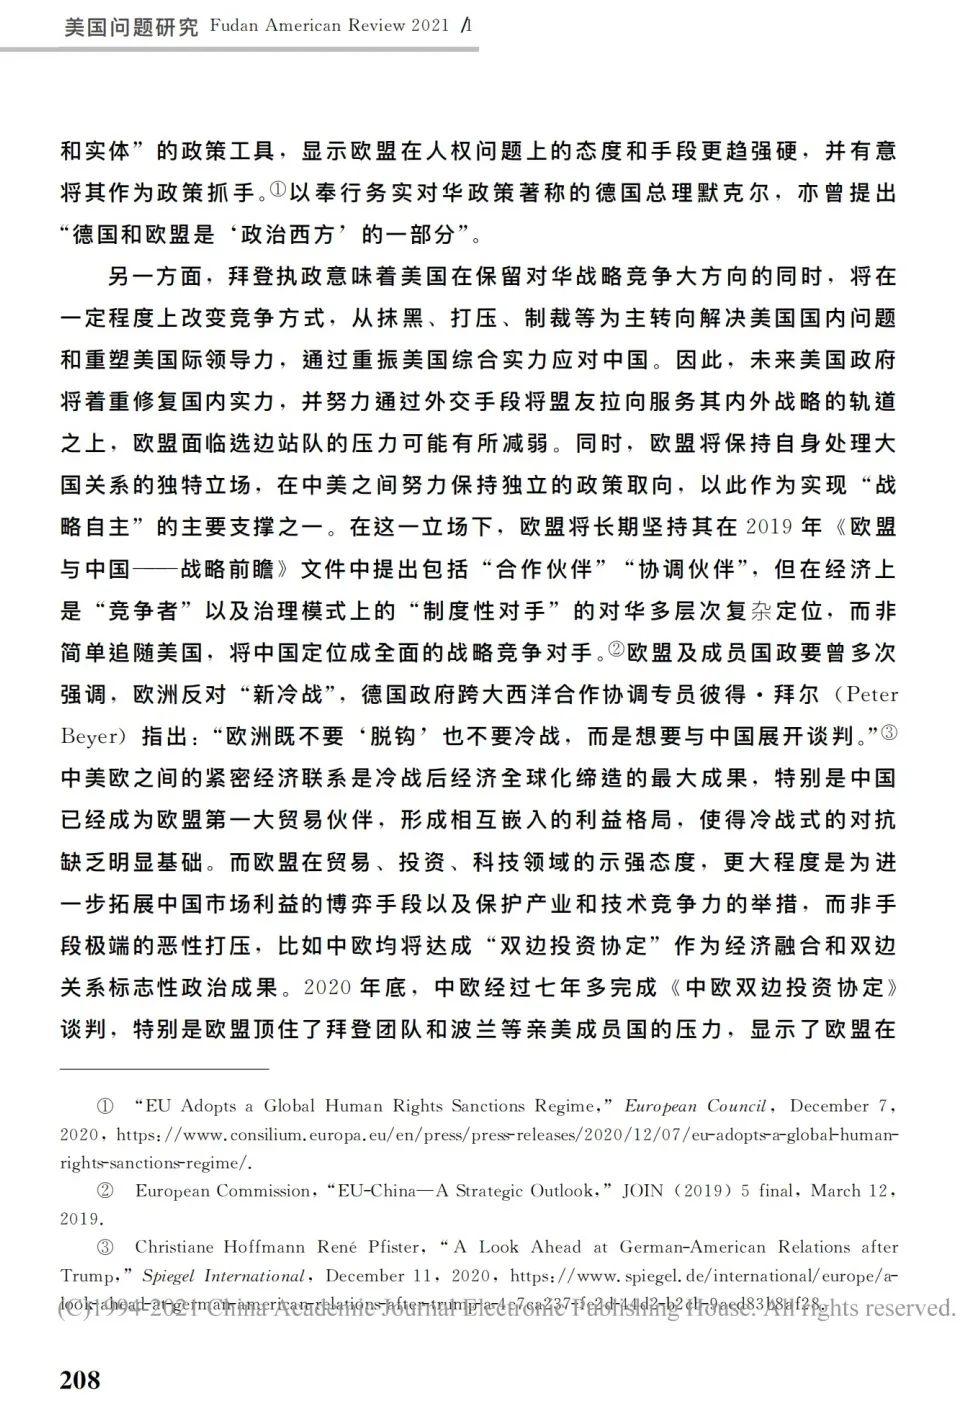 美国问题研究 Fudan American Review 2021 /1
和实体”的政策工具，显示欧盟在人权问题上的态度和手段更趋强硬，并有意
将其作为政策抓手。①以奉行务实对华政策著称的德国总理默克尔，亦曾提出
“德国和欧盟是‘政治西方’的一部分”。
另一方面，拜登执政意味着美国在保留对华战略竞争大方向的同时，将在
一定程度上改变竞争方式，从抹黑、打压、制裁等为主转向解决美国国内问题
和重塑美国际领导力，通过重振美国综合实力应对中国。因此，未来美国政府
将着重修复国内实力，并努力通过外交手段将盟友拉向服务其内外战略的轨道
之上，欧盟面临选边站队的压力可能有所减弱。同时，欧盟将保持自身处理大
国关系的独特立场，在中美之间努力保持独立的政策取向，以此作为实现“战
略自主”的主要支撑之一。在这一立场下，欧盟将长期坚持其在 2019 年《欧盟
与中国——战略前瞻》文件中提出包括“合作伙伴”“协调伙伴”，但在经济上
是“竞争者”以及治理模式上的“制度性对手”的对华多层次复杂定位，而非
简单追随美国，将中国定位成全面的战略竞争对手。②欧盟及成员国政要曾多次
强调，欧洲反对“新冷战”，德国政府跨大西洋合作协调专员彼得·拜尔（Peter
Beyer）指出：“欧洲既不要‘脱钩’也不要冷战，而是想要与中国展开谈判。”③
中美欧之间的紧密经济联系是冷战后经济全球化缔造的最大成果，特别是中国
已经成为欧盟第一大贸易伙伴，形成相互嵌入的利益格局，使得冷战式的对抗
缺乏明显基础。而欧盟在贸易、投资、科技领域的示强态度，更大程度是为进
一步拓展中国市场利益的博弈手段以及保护产业和技术竞争力的举措，而非手
段极端的恶性打压，比如中欧均将达成“双边投资协定”作为经济融合和双边
关系标志性政治成果。2020 年底，中欧经过七年多完成《中欧双边投资协定》
谈判，特别是欧盟顶住了拜登团队和波兰等亲美成员国的压力，显示了欧盟在
① “EU Adopts a Global Human Rights Sanctions Regime,” European Council, December 7,
2020, https://www.consilium.europa.eu/en/press/press-releases/2020/12/07/eu-adopts-a-global-human-
rights-sanctions-regime/.
② European Commission, “EU-China—A Strategic Outlook,” JOIN (2019) 5 final, March 12,
2019.
③ Christiane Hoffmann René Pfister, “A Look Ahead at German-American Relations after
Trump,” Spiegel International, December 11, 2020, https://www.spiegel.de/international/europe/a-
look-ahead-at-german-american-relations-after-trump-a-
(C)1994-2021 China Academic Journal Electronic Publishing House. All rights reserved.
208